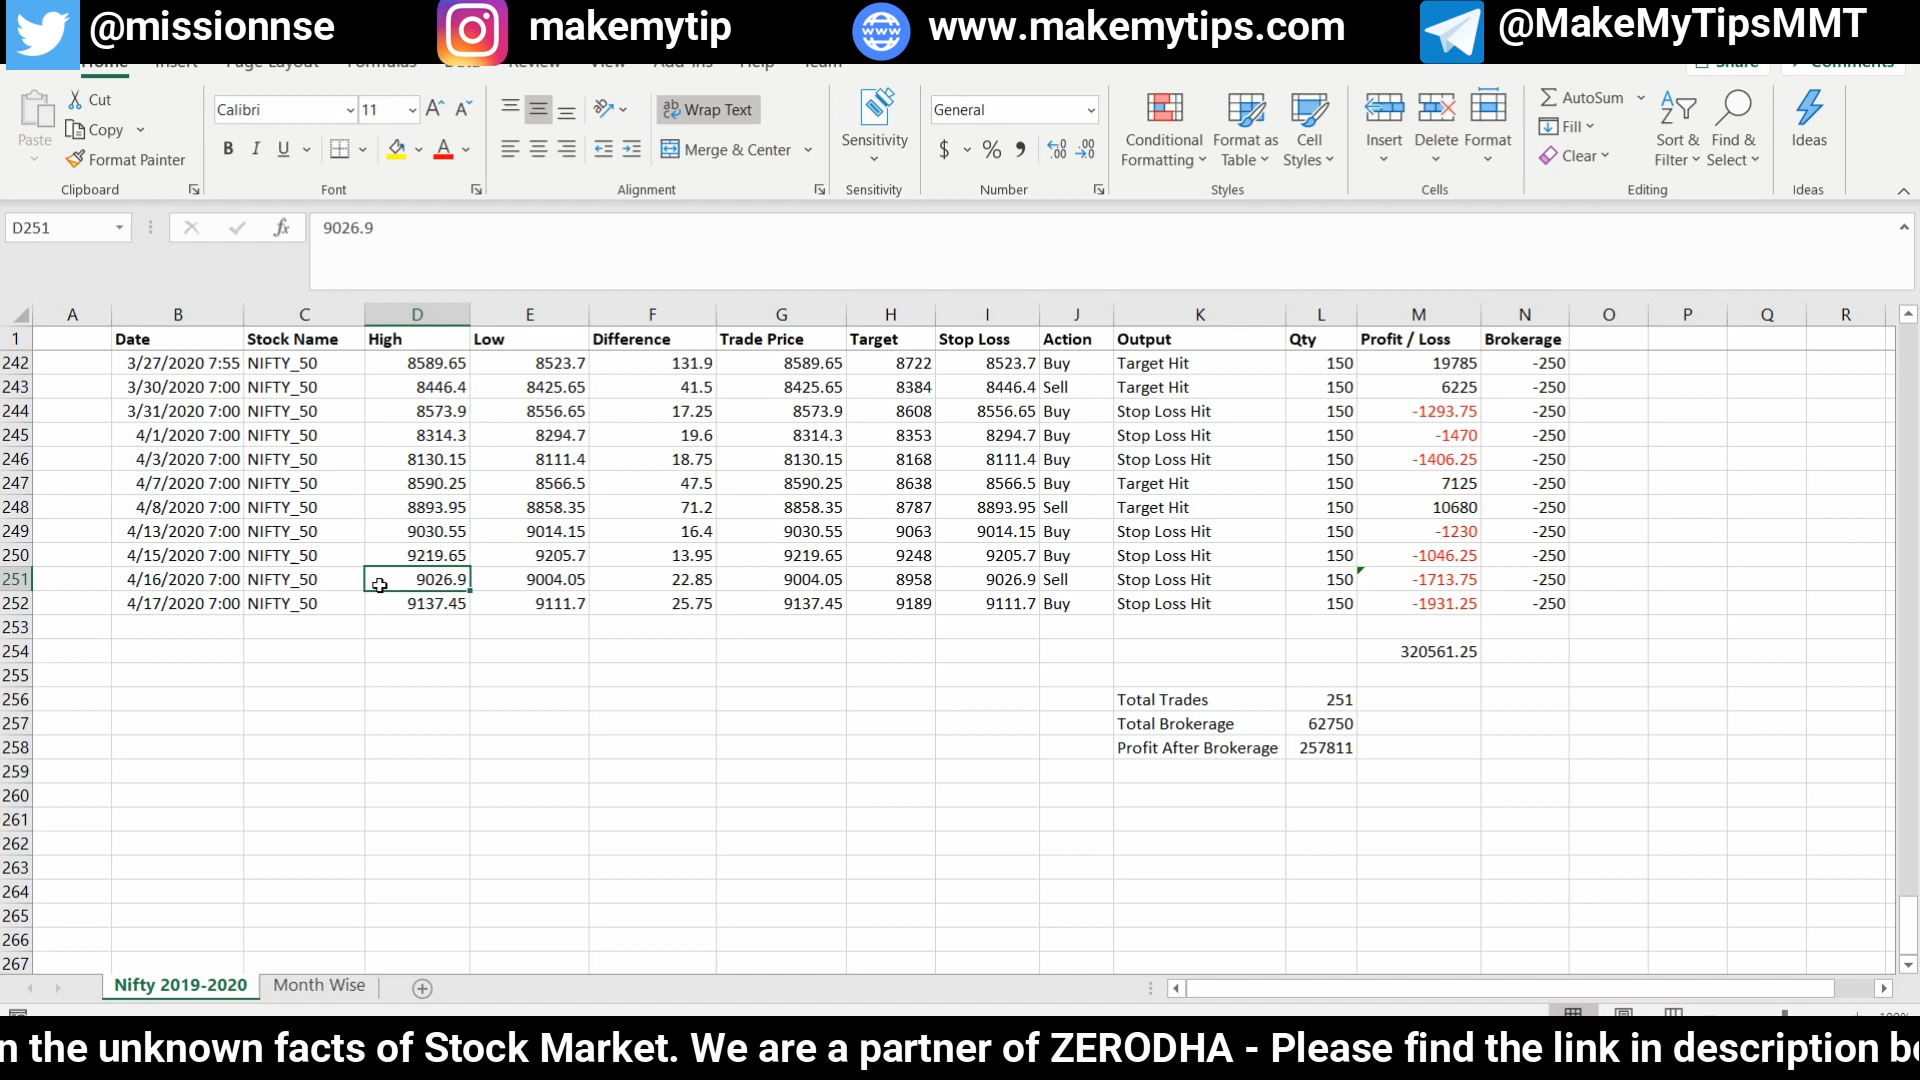 @missionnse makemytip www.makemytips.com @MakeMyTipsMMT
Home Insert Page Layout Formulas Data Review View Add-ins Help Team Share Comments
Cut
Copy
Format Painter
Paste
Calibri 11
B I U
Wrap Text
Merge & Center
Sensitivity
General
$ %
Conditional Formatting
Format as Table
Cell Styles
Insert
Delete
Format
AutoSum
Fill
Clear
Sort & Filter
Find & Select
Ideas
Clipboard Font Alignment Sensitivity Number Styles Cells Editing Ideas
D251 fx 9026.9
A B C D E F G H I J K L M N O P Q R
1 Date Stock Name High Low Difference Trade Price Target Stop Loss Action Output Qty Profit / Loss Brokerage
242 3/27/2020 7:55 NIFTY_50 8589.65 8523.7 131.9 8589.65 8722 8523.7 Buy Target Hit 150 19785 -250
243 3/30/2020 7:00 NIFTY_50 8446.4 8425.65 41.5 8425.65 8384 8446.4 Sell Target Hit 150 6225 -250
244 3/31/2020 7:00 NIFTY_50 8573.9 8556.65 17.25 8573.9 8608 8556.65 Buy Stop Loss Hit 150 -1293.75 -250
245 4/1/2020 7:00 NIFTY_50 8314.3 8294.7 19.6 8314.3 8353 8294.7 Buy Stop Loss Hit 150 -1470 -250
246 4/3/2020 7:00 NIFTY_50 8130.15 8111.4 18.75 8130.15 8168 8111.4 Buy Stop Loss Hit 150 -1406.25 -250
247 4/7/2020 7:00 NIFTY_50 8590.25 8566.5 47.5 8590.25 8638 8566.5 Buy Target Hit 150 7125 -250
248 4/8/2020 7:00 NIFTY_50 8893.95 8858.35 71.2 8858.35 8787 8893.95 Sell Target Hit 150 10680 -250
249 4/13/2020 7:00 NIFTY_50 9030.55 9014.15 16.4 9030.55 9063 9014.15 Buy Stop Loss Hit 150 -1230 -250
250 4/15/2020 7:00 NIFTY_50 9219.65 9205.7 13.95 9219.65 9248 9205.7 Buy Stop Loss Hit 150 -1046.25 -250
251 4/16/2020 7:00 NIFTY_50 9026.9 9004.05 22.85 9004.05 8958 9026.9 Sell Stop Loss Hit 150 -1713.75 -250
252 4/17/2020 7:00 NIFTY_50 9137.45 9111.7 25.75 9137.45 9189 9111.7 Buy Stop Loss Hit 150 -1931.25 -250
253
254 320561.25
255
256 Total Trades 251
257 Total Brokerage 62750
258 Profit After Brokerage 257811
259
260
261
262
263
264
265
266
267
Nifty 2019-2020 Month Wise
n the unknown facts of Stock Market. We are a partner of ZERODHA - Please find the link in description be